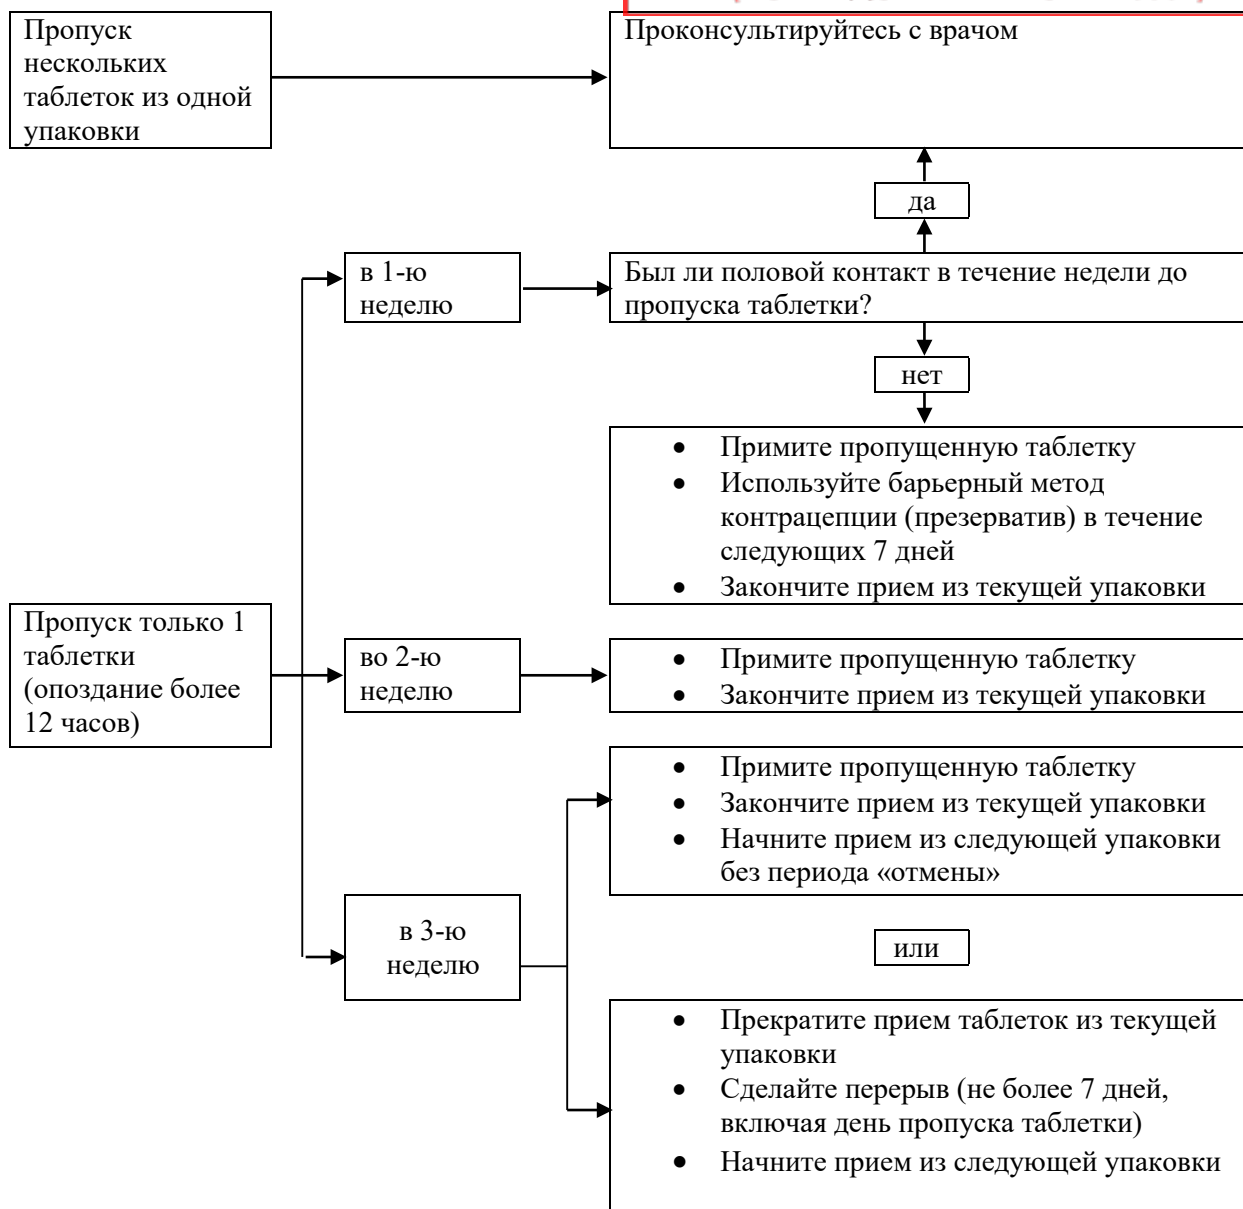 Пропуск
нескольких
таблеток из одной
упаковки
Проконсультируйтесь с врачом
да
в 1-ю
неделю
Был ли половой контакт в течение недели до
пропуска таблетки?
нет
• Примите пропущенную таблетку
• Используйте барьерный метод
контрацепции (презерватив) в течение
следующих 7 дней
• Закончите прием из текущей упаковки
Пропуск только 1
таблетки
(опоздание более
12 часов)
во 2-ю
неделю
• Примите пропущенную таблетку
• Закончите прием из текущей упаковки
• Примите пропущенную таблетку
• Закончите прием из текущей упаковки
• Начните прием из следующей упаковки
без периода «отмены»
в 3-ю
неделю
или
• Прекратите прием таблеток из текущей
упаковки
• Сделайте перерыв (не более 7 дней,
включая день пропуска таблетки)
• Начните прием из следующей упаковки